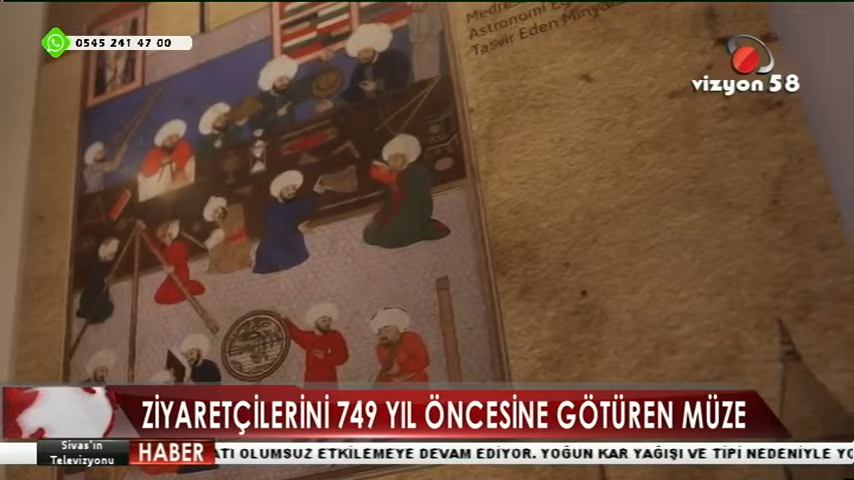 0545 241 47 00
Astronomi
Tasvir Eden Minya
vizyon 58
ZİYARETÇİLERİNİ 749 YIL ÖNCESİNE GÖTÜREN MÜZE
Sivas'ın
Televizyonu
HABER
ATI OLUMSUZ ETKİLEMEYE DEVAM EDİYOR. YOĞUN KAR YAĞIŞI VE TİPİ NEDENİYLE YO